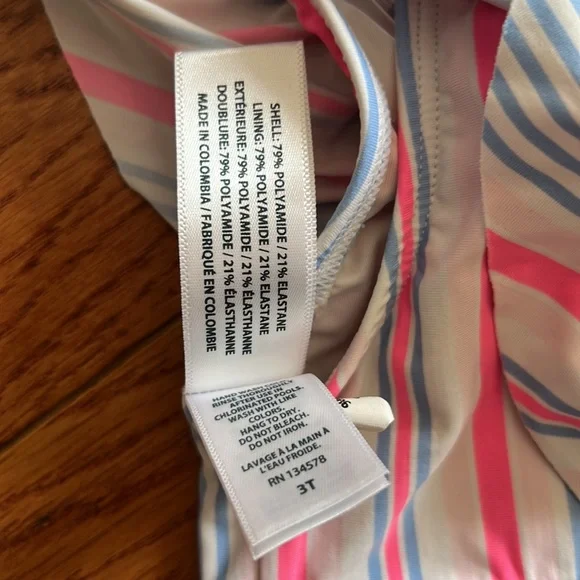 SHELL: 79% POLYAMIDE / 21% ELASTANE
LINING: 79% POLYAMIDE / 21% ELASTANE
EXTÉRIEURE: 79% POLYAMIDE / 21% ÉLASTHANNE
DOUBLURE: 79% POLYAMIDE / 21% ÉLASTHANNE
MADE IN COLOMBIA / FABRIQUÉ EN COLOMBIE
HAND WASH COLD
RINSE THOROUGHLY
AFTER USE IN
CHLORINATED POOLS.
WASH WITH LIKE
COLORS.
HANG TO DRY.
DO NOT BLEACH.
DO NOT IRON.
LAVAGE À LA MAIN À
L'EAU FROIDE.
RN 134578
3T